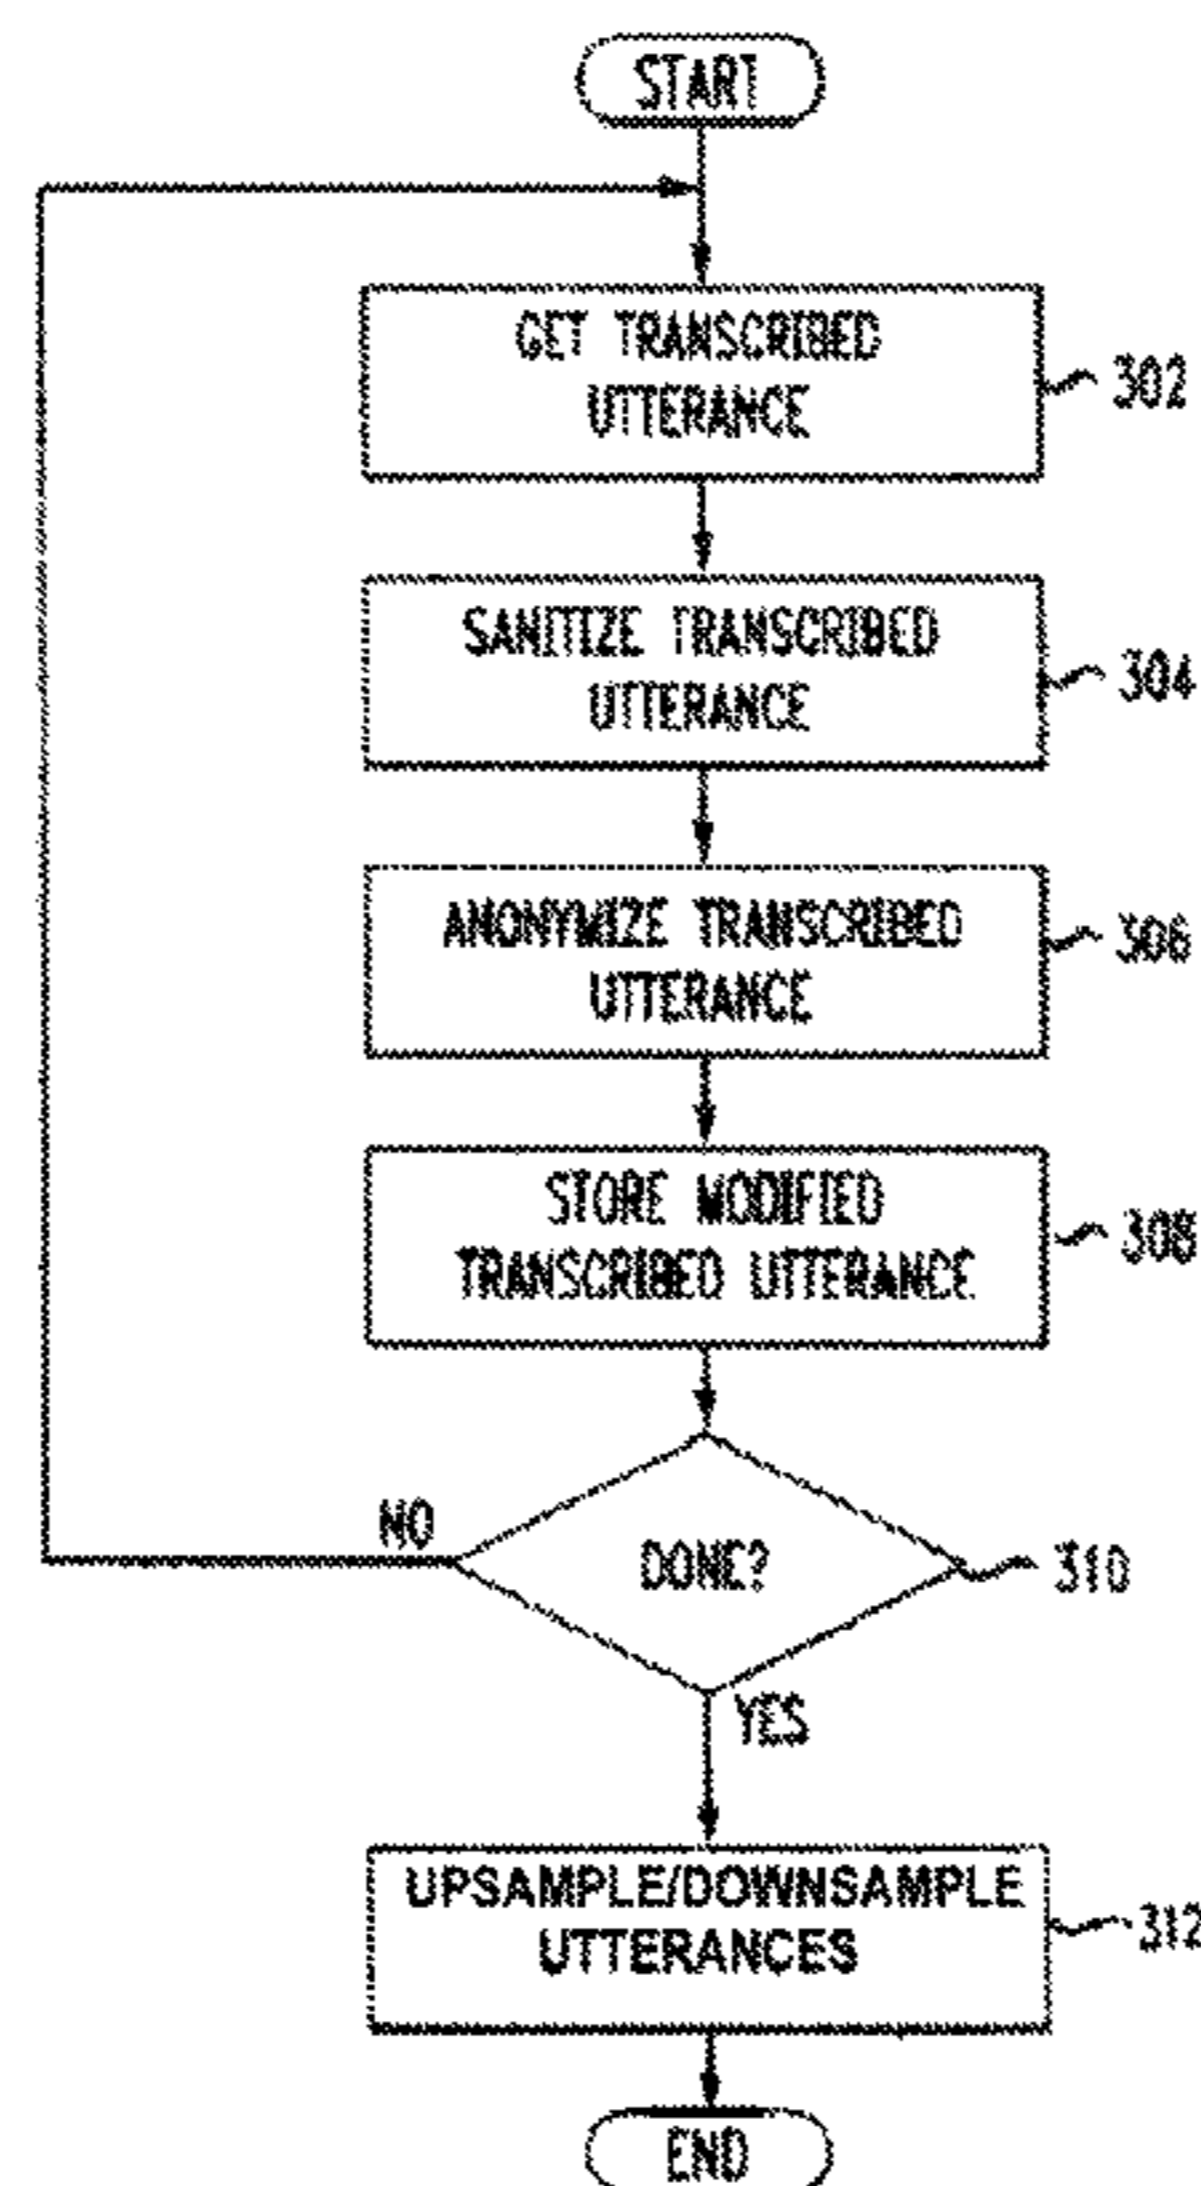 START
GET TRANSCRIBED
UTTERANCE
302
SANITIZE TRANSCRIBED
UTTERANCE
304
ANONYMIZE TRANSCRIBED
UTTERANCE
306
STORE MODIFIED
TRANSCRIBED UTTERANCE
308
NO
DONE?
310
YES
UPSAMPLE/DOWNSAMPLE
UTTERANCES
312
END